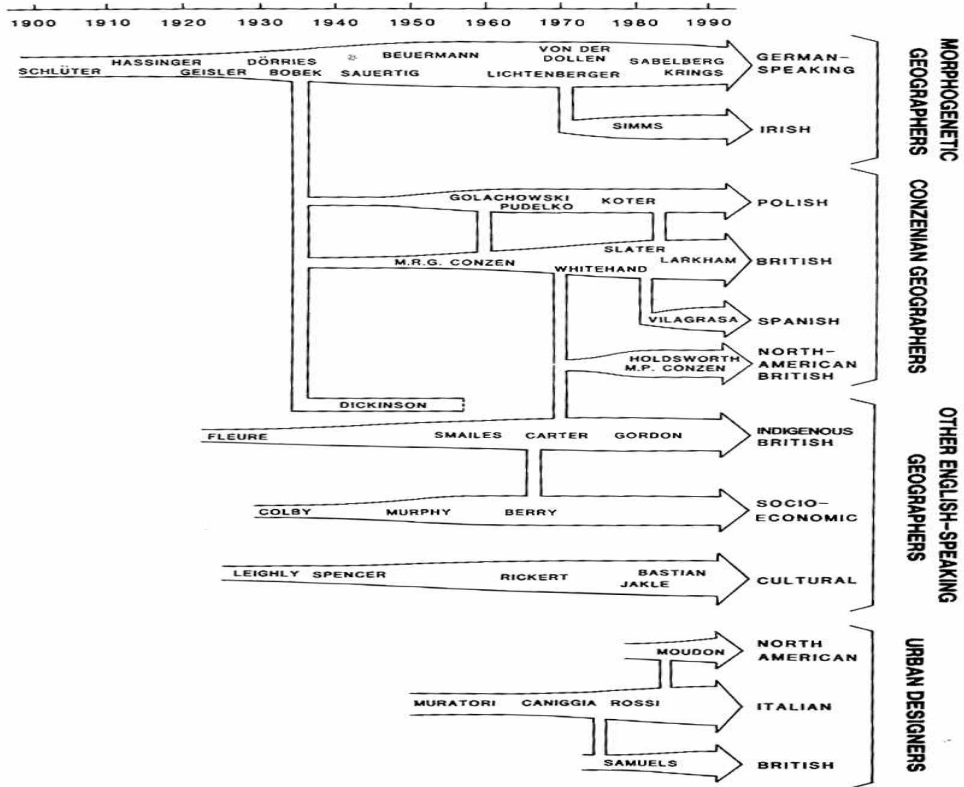 1900 1910 1920 1930 1940 1950 1960 1970 1980 1990
SCHLÜTER HASSINGER GEISLER DÖRRIES BOBEK SAUERTIG BEUERMANN LICHTENBERGER VON DER DOLLEN SABELBERG KRINGS
GERMAN-
SPEAKING
SIMMS
IRISH
MORPHOGENETIC
GEOGRAPHERS
GOLACHOWSKI
PUDELKO
KOTER
POLISH
M.R.G. CONZEN
WHITEHAND
SLATER
LARKHAM
BRITISH
VILAGRASA
SPANISH
HOLDSWORTH
M.P. CONZEN
NORTH-
AMERICAN
BRITISH
CONZENIAN GEOGRAPHERS
DICKINSON
FLEURE SMAILES CARTER GORDON
INDIGENOUS
BRITISH
COLBY MURPHY BERRY
SOCIO-
ECONOMIC
LEIGHLY SPENCER RICKERT BASTIAN
JAKLE
CULTURAL
OTHER ENGLISH-SPEAKING
GEOGRAPHERS
MOUDON
NORTH
AMERICAN
MURATORI CANIGGIA ROSSI
ITALIAN
SAMUELS
BRITISH
URBAN DESIGNERS